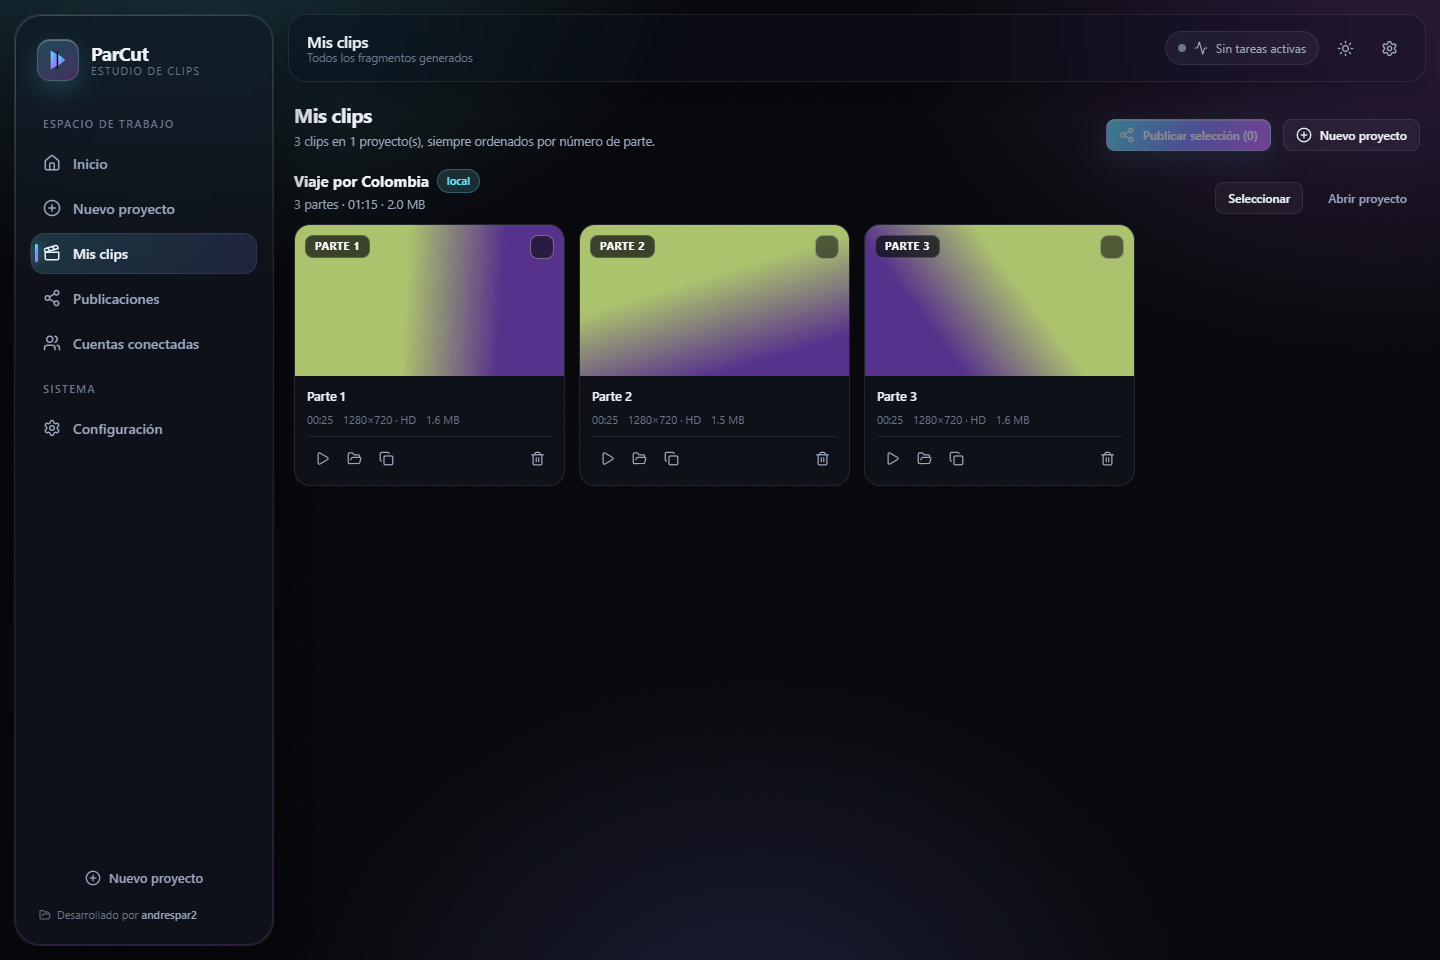 ParCut
ESTUDIO DE CLIPS
ESPACIO DE TRABAJO
Inicio
Nuevo proyecto
Mis clips
Publicaciones
Cuentas conectadas
SISTEMA
Configuración
Nuevo proyecto
Desarrollado por andrespar2
Mis clips
Todos los fragmentos generados
Sin tareas activas
Mis clips
3 clips en 1 proyecto(s), siempre ordenados por número de parte.
Publicar selección (0)
Nuevo proyecto
Viaje por Colombia local
3 partes · 01:15 · 2.0 MB
Seleccionar
Abrir proyecto
PARTE 1
Parte 1
00:25 1280×720 · HD 1.6 MB
PARTE 2
Parte 2
00:25 1280×720 · HD 1.5 MB
PARTE 3
Parte 3
00:25 1280×720 · HD 1.6 MB